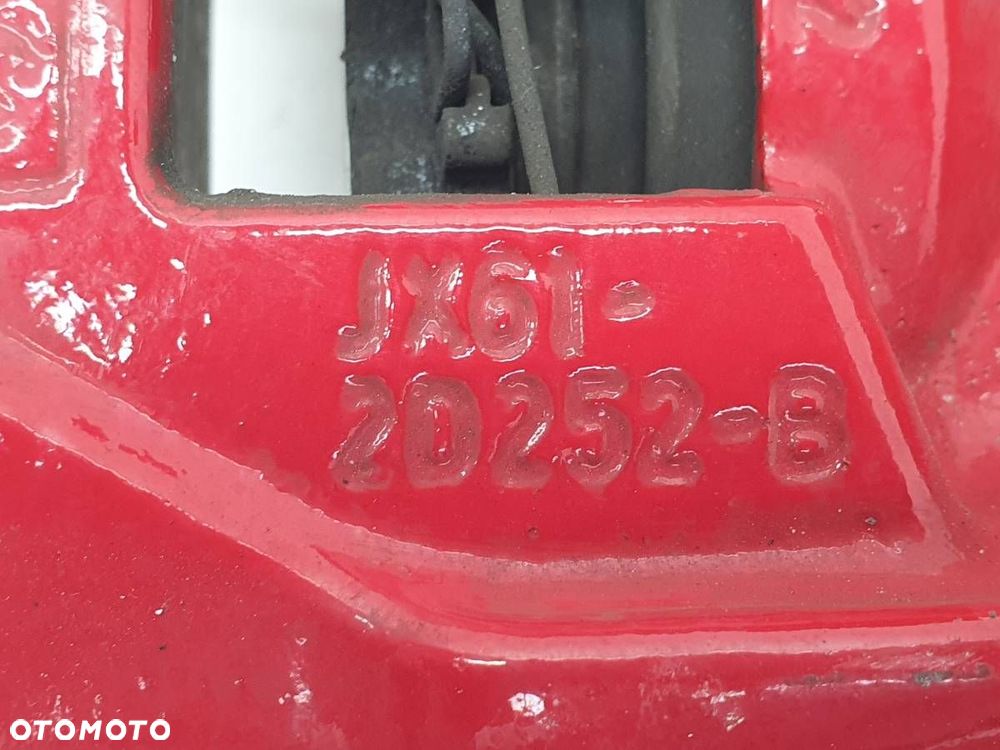 JX61-
2D252-B
OTOMOTO